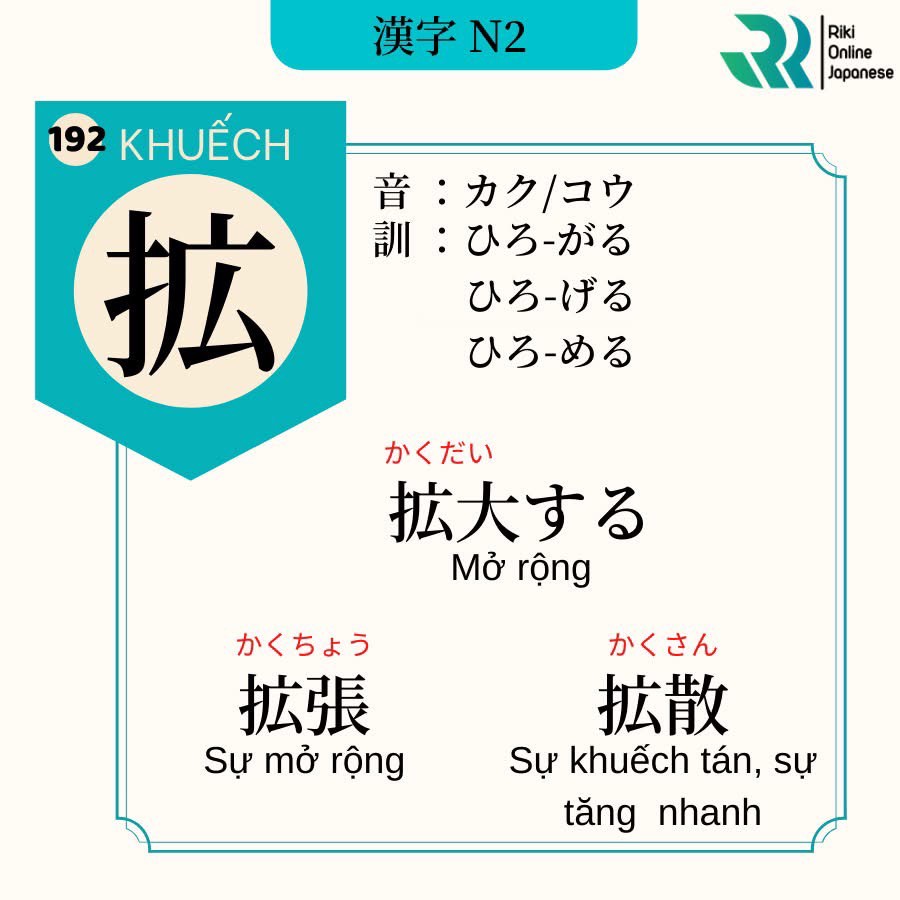 漢字 N2
Riki
Online
Japanese
192 KHUẾCH
拡
音 ：カク/コウ
訓 ：ひろ-がる
ひろ-げる
ひろ-める
かくだい
拡大する
Mở rộng
かくちょう
拡張
Sự mở rộng
かくさん
拡散
Sự khuếch tán, sự
tăng nhanh